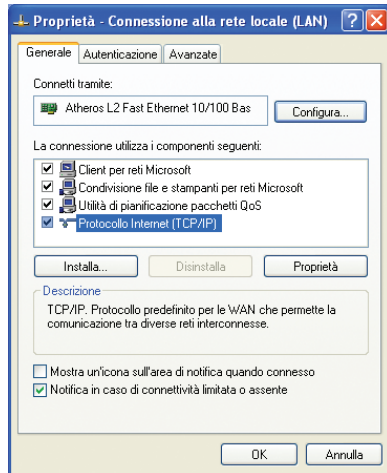 Proprietà - Connessione alla rete locale (LAN)
Generale Autenticazione Avanzate
Connetti tramite:
Atheros L2 Fast Ethernet 10/100 Bas Configura...
La connessione utilizza i componenti seguenti:
Client per reti Microsoft
Condivisione file e stampanti per reti Microsoft
Utilità di pianificazione pacchetti QoS
Protocollo Internet (TCP/IP)
Installa... Disinstalla Proprietà
Descrizione
TCP/IP. Protocollo predefinito per le WAN che permette la
comunicazione tra diverse reti interconnesse.
Mostra un'icona sull'area di notifica quando connesso
Notifica in caso di connettività limitata o assente
OK Annulla